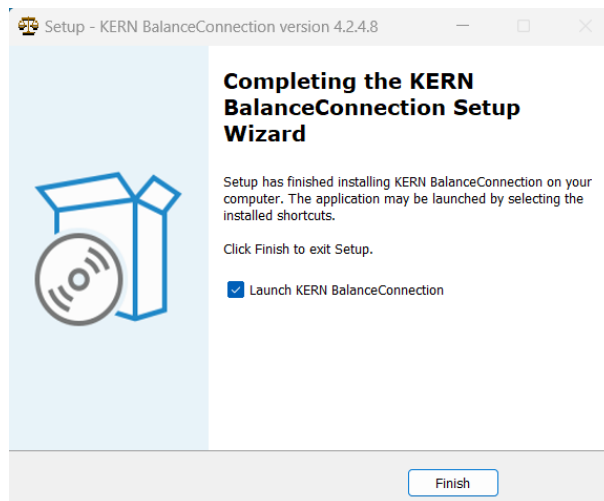 Setup - KERN BalanceConnection version 4.2.4.8
Completing the KERN
BalanceConnection Setup
Wizard
Setup has finished installing KERN BalanceConnection on your
computer. The application may be launched by selecting the
installed shortcuts.
Click Finish to exit Setup.
Launch KERN BalanceConnection
Finish